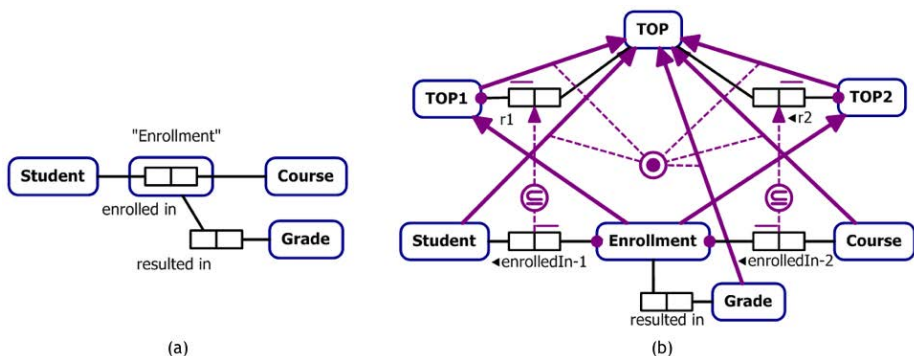 "Enrollment"
Student
Course
enrolled in
Grade
resulted in
(a)
TOP
TOP1
TOP2
r1
◄r2
⊆
⊆
Student
Enrollment
Course
◄enrolledIn-1
◄enrolledIn-2
Grade
resulted in
(b)